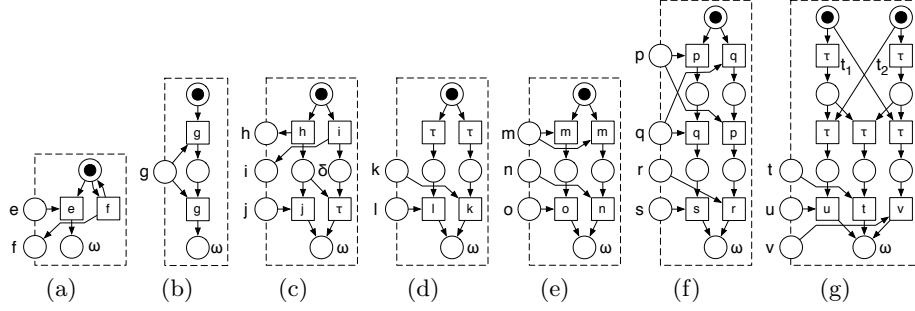 e
f
e f
ω
(a)
g
g
g
ω
(b)
h
i
j
h i
δ
j τ
ω
(c)
k
l
τ τ
l k
ω
(d)
m
n
o
m m
o n
ω
(e)
p
q
r
s
p q
q p
s r
ω
(f)
τ t₁ t₂ τ
τ τ τ
t
u
v
u t v
ω
(g)